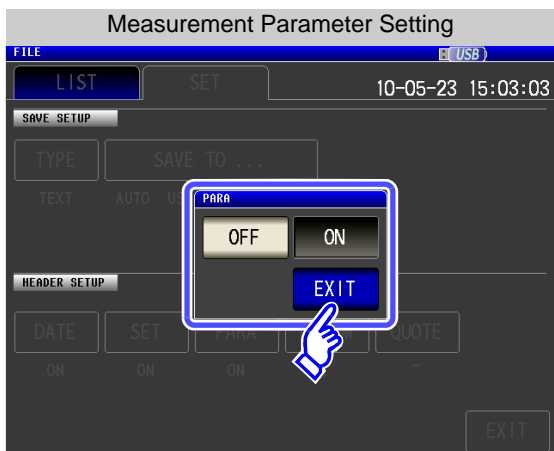 Measurement Parameter Setting
FILE
USB
LIST SET 10-05-23 15:03:03
SAVE SETUP
TYPE SAVE TO ...
TEXT AUTO US
PARA
OFF ON
EXIT
HEADER SETUP
DATE SET PARA QUOTE
ON ON ON ~
EXIT